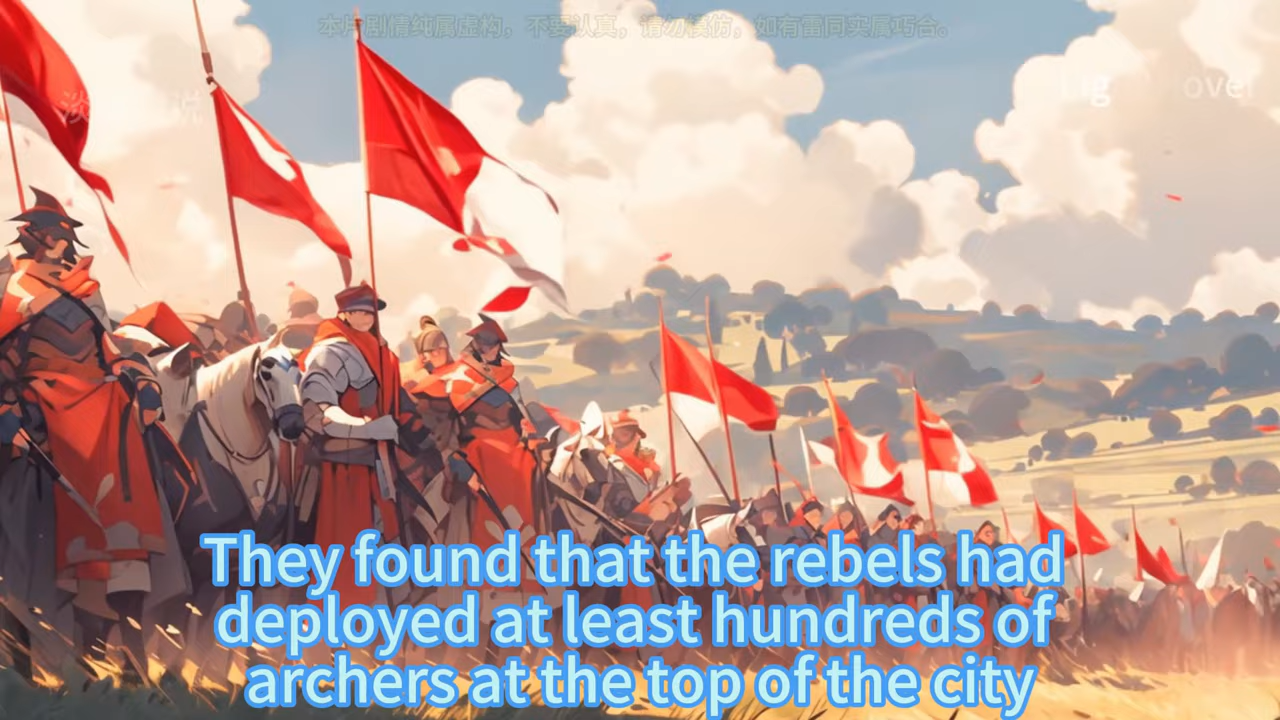 本片剧情纯属虚构，不要认真，请勿模仿，如有雷同实属巧合。
They found that the rebels had
deployed at least hundreds of
archers at the top of the city